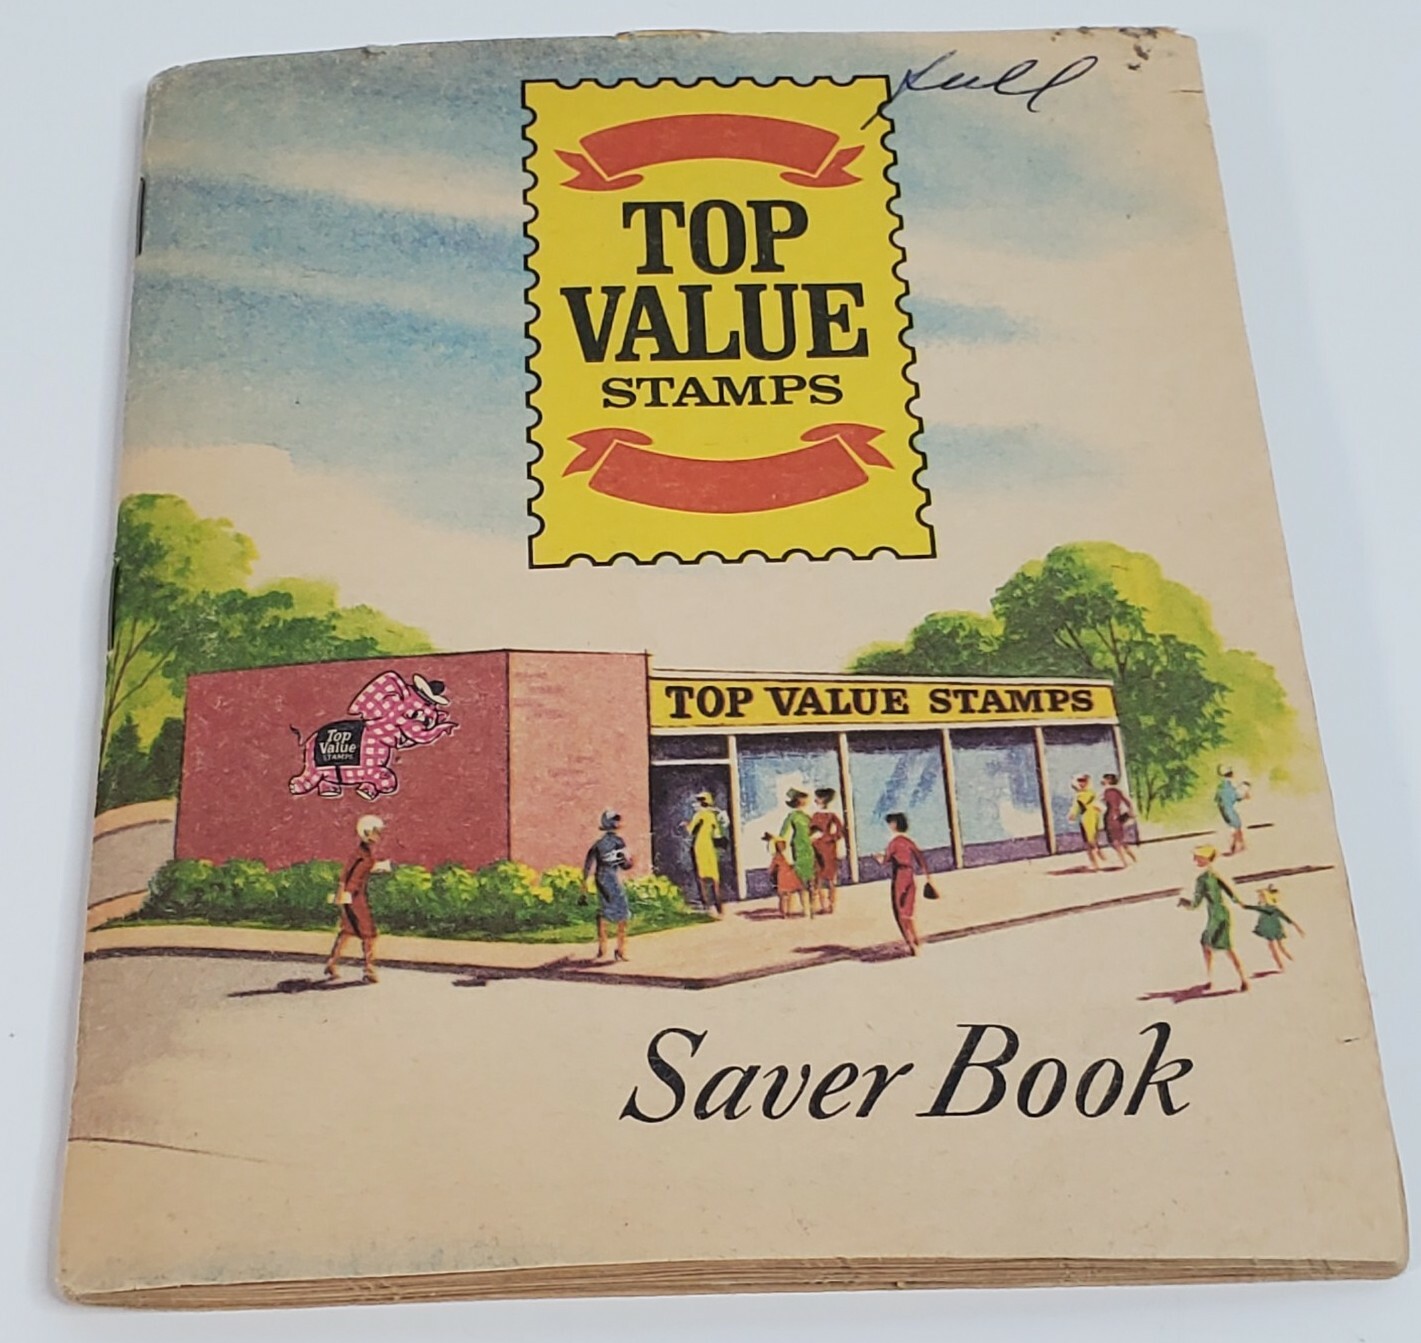 full
TOP
VALUE
STAMPS
TOP VALUE STAMPS
Top
Value
STAMPS
Saver Book